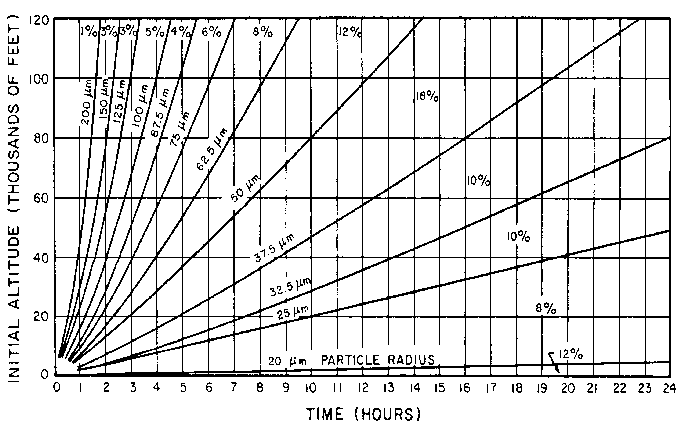 INITIAL ALTITUDE (THOUSANDS OF FEET)
120
100
80
60
40
20
0
1% 3% 3% 5% 4% 6% 8% 12%
18%
10%
10%
8%
12%
200 µm
150 µm
125 µm
100 µm
87.5 µm
75 µm
62.5 µm
50 µm
37.5 µm
32.5 µm
25 µm
20 µm PARTICLE RADIUS
0 1 2 3 4 5 6 7 8 9 10 11 12 13 14 15 16 17 18 19 20 21 22 23 24
TIME (HOURS)